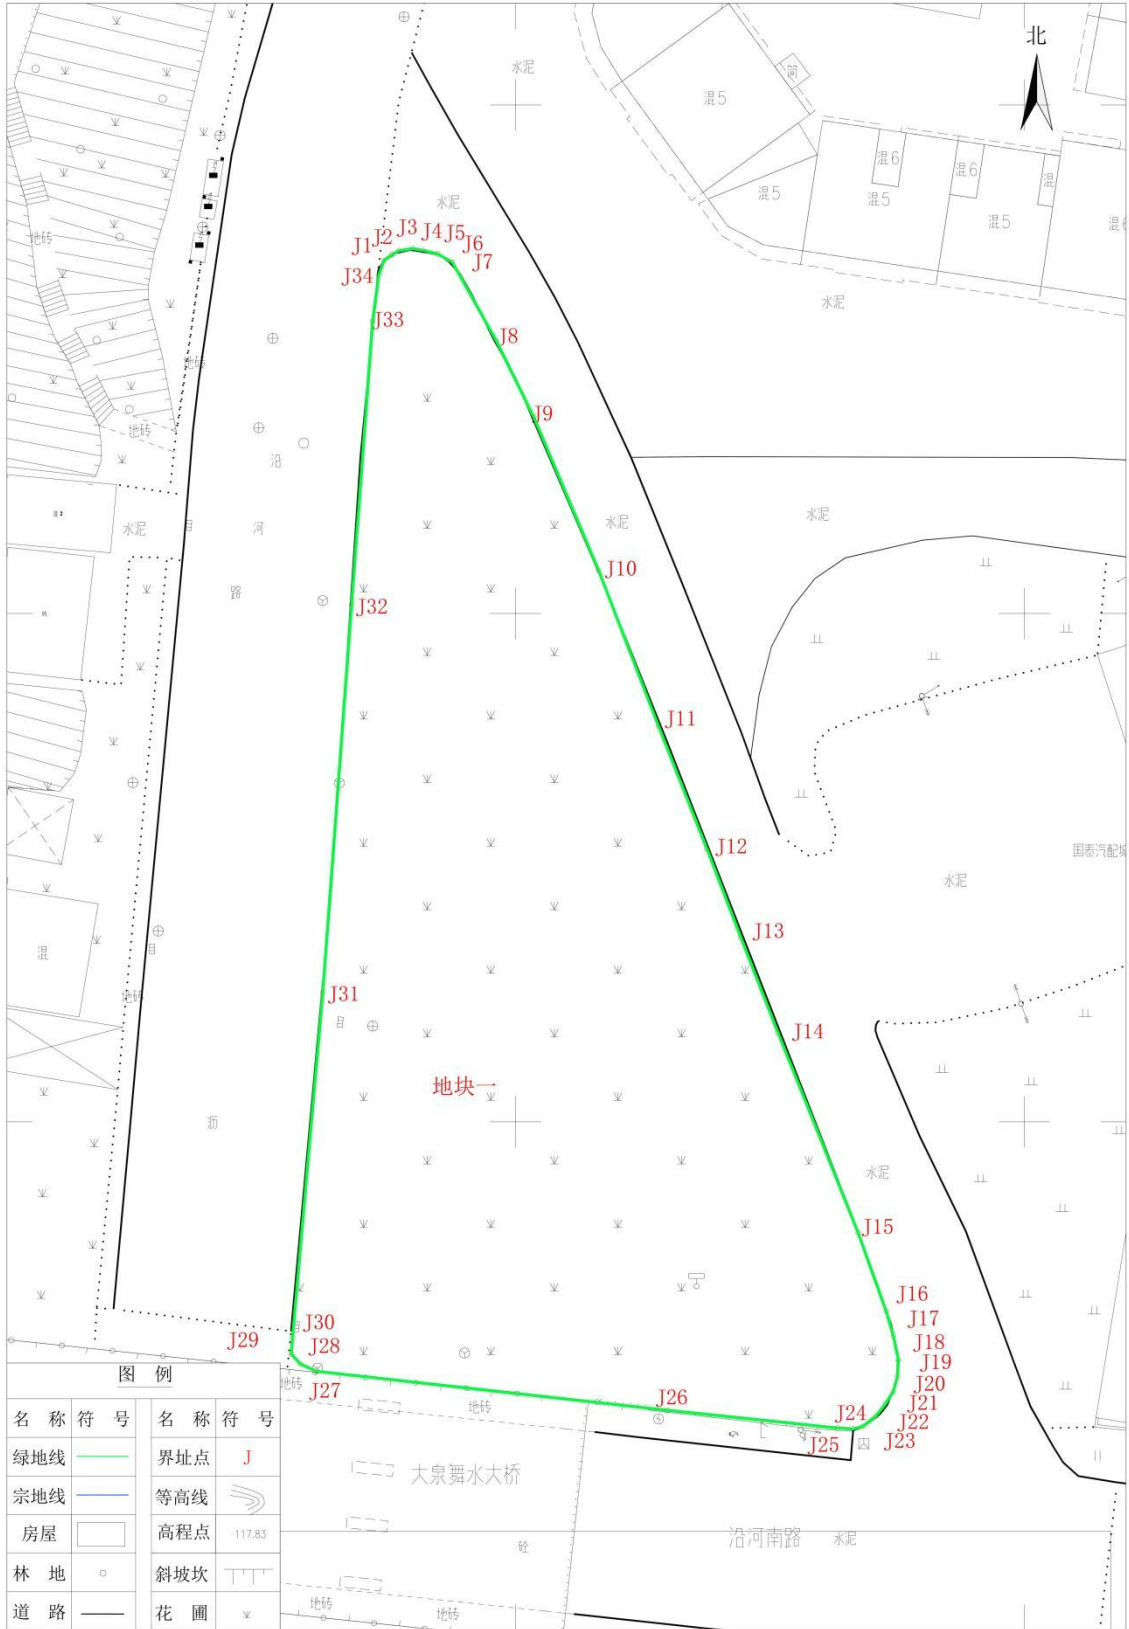 北
水泥
简
混5
混6
混6
混
混5
混5
混5
混6
水泥
地砖
J1
J2
J3
J4
J5
J6
J7
J34
水泥
J33
J8
地砖
J9
地砖
沿
水泥
河
水泥
水泥
J10
路
J32
J11
J12
国泰汽配城
水泥
J13
混
地砖
J31
J14
地块一
沥
水泥
J15
J16
J30
J17
J29
J28
J18
J19
J27
地砖
J20
J26
地砖
J21
J24
J22
J25
J23
大泉舞水大桥
沿河南路
水泥
砼
地砖
地砖
图 例
名 称 符 号 名 称 符 号
绿地线 界址点 J
宗地线 等高线
房屋 高程点 117.83
林 地 斜坡坎
道 路 花 圃